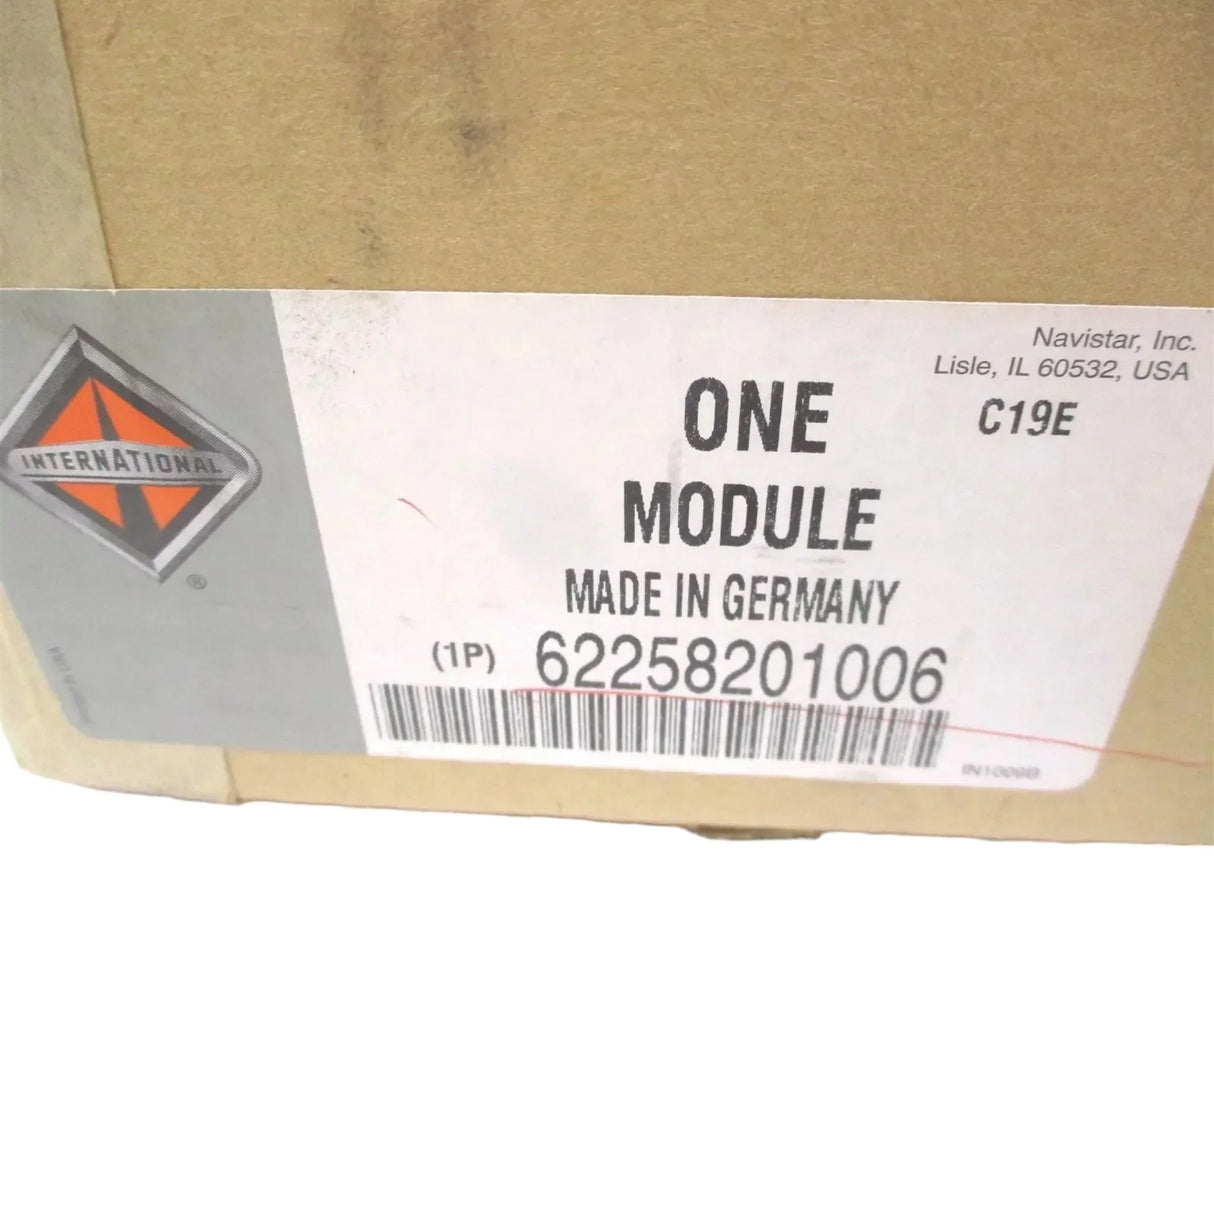 Navistar, Inc.
Lisle, IL 60532, USA
C19E
INTERNATIONAL
®
ONE
MODULE
MADE IN GERMANY
(1P) 62258201006
IN1009B